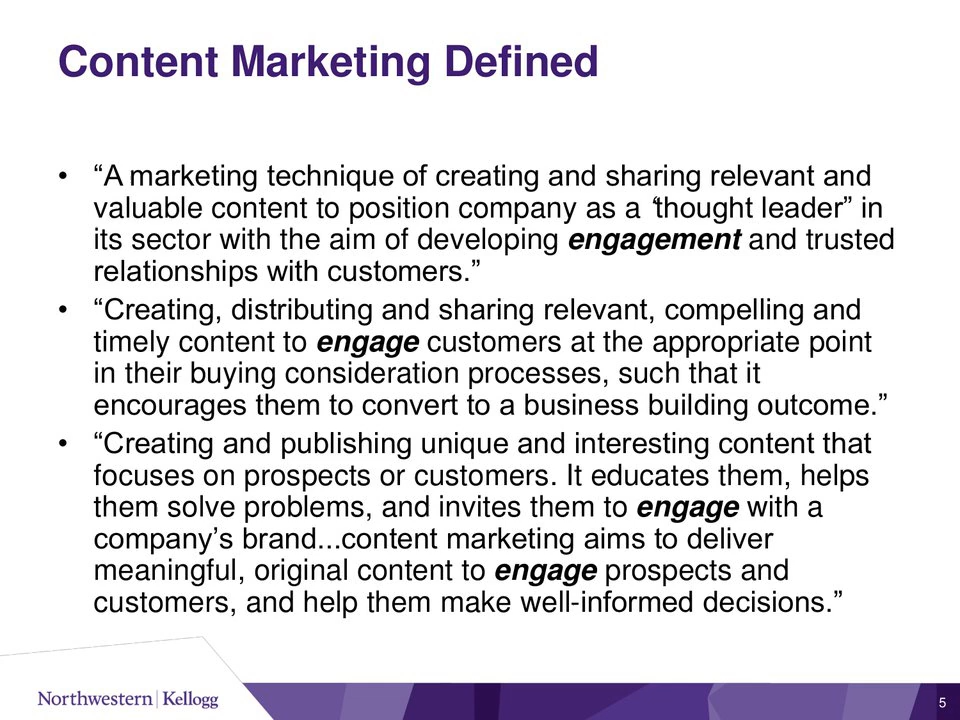 Content Marketing Defined
• “A marketing technique of creating and sharing relevant and
valuable content to position company as a ‘thought leader” in
its sector with the aim of developing engagement and trusted
relationships with customers.”
• “Creating, distributing and sharing relevant, compelling and
timely content to engage customers at the appropriate point
in their buying consideration processes, such that it
encourages them to convert to a business building outcome.”
• “Creating and publishing unique and interesting content that
focuses on prospects or customers. It educates them, helps
them solve problems, and invites them to engage with a
company’s brand...content marketing aims to deliver
meaningful, original content to engage prospects and
customers, and help them make well-informed decisions.”
Northwestern | Kellogg
5